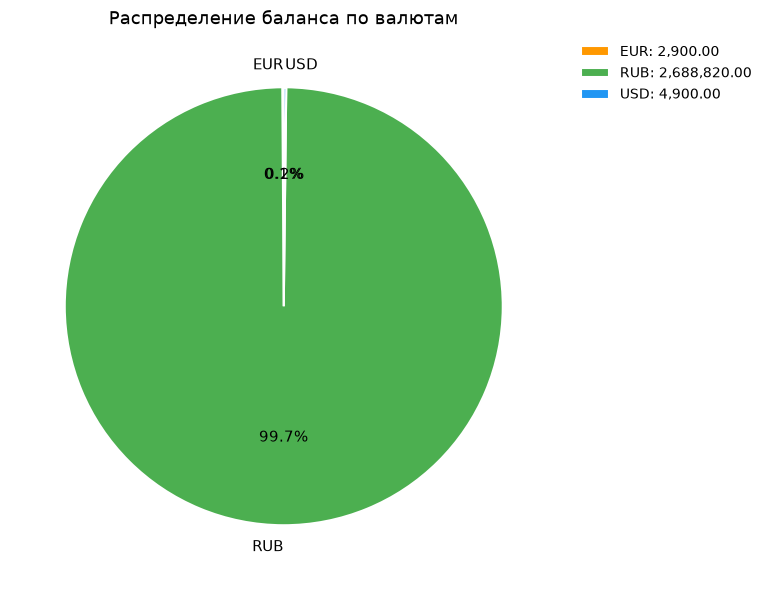 Распределение баланса по валютам
EUR: 2,900.00
RUB: 2,688,820.00
USD: 4,900.00
EUR
USD
99.7%
RUB